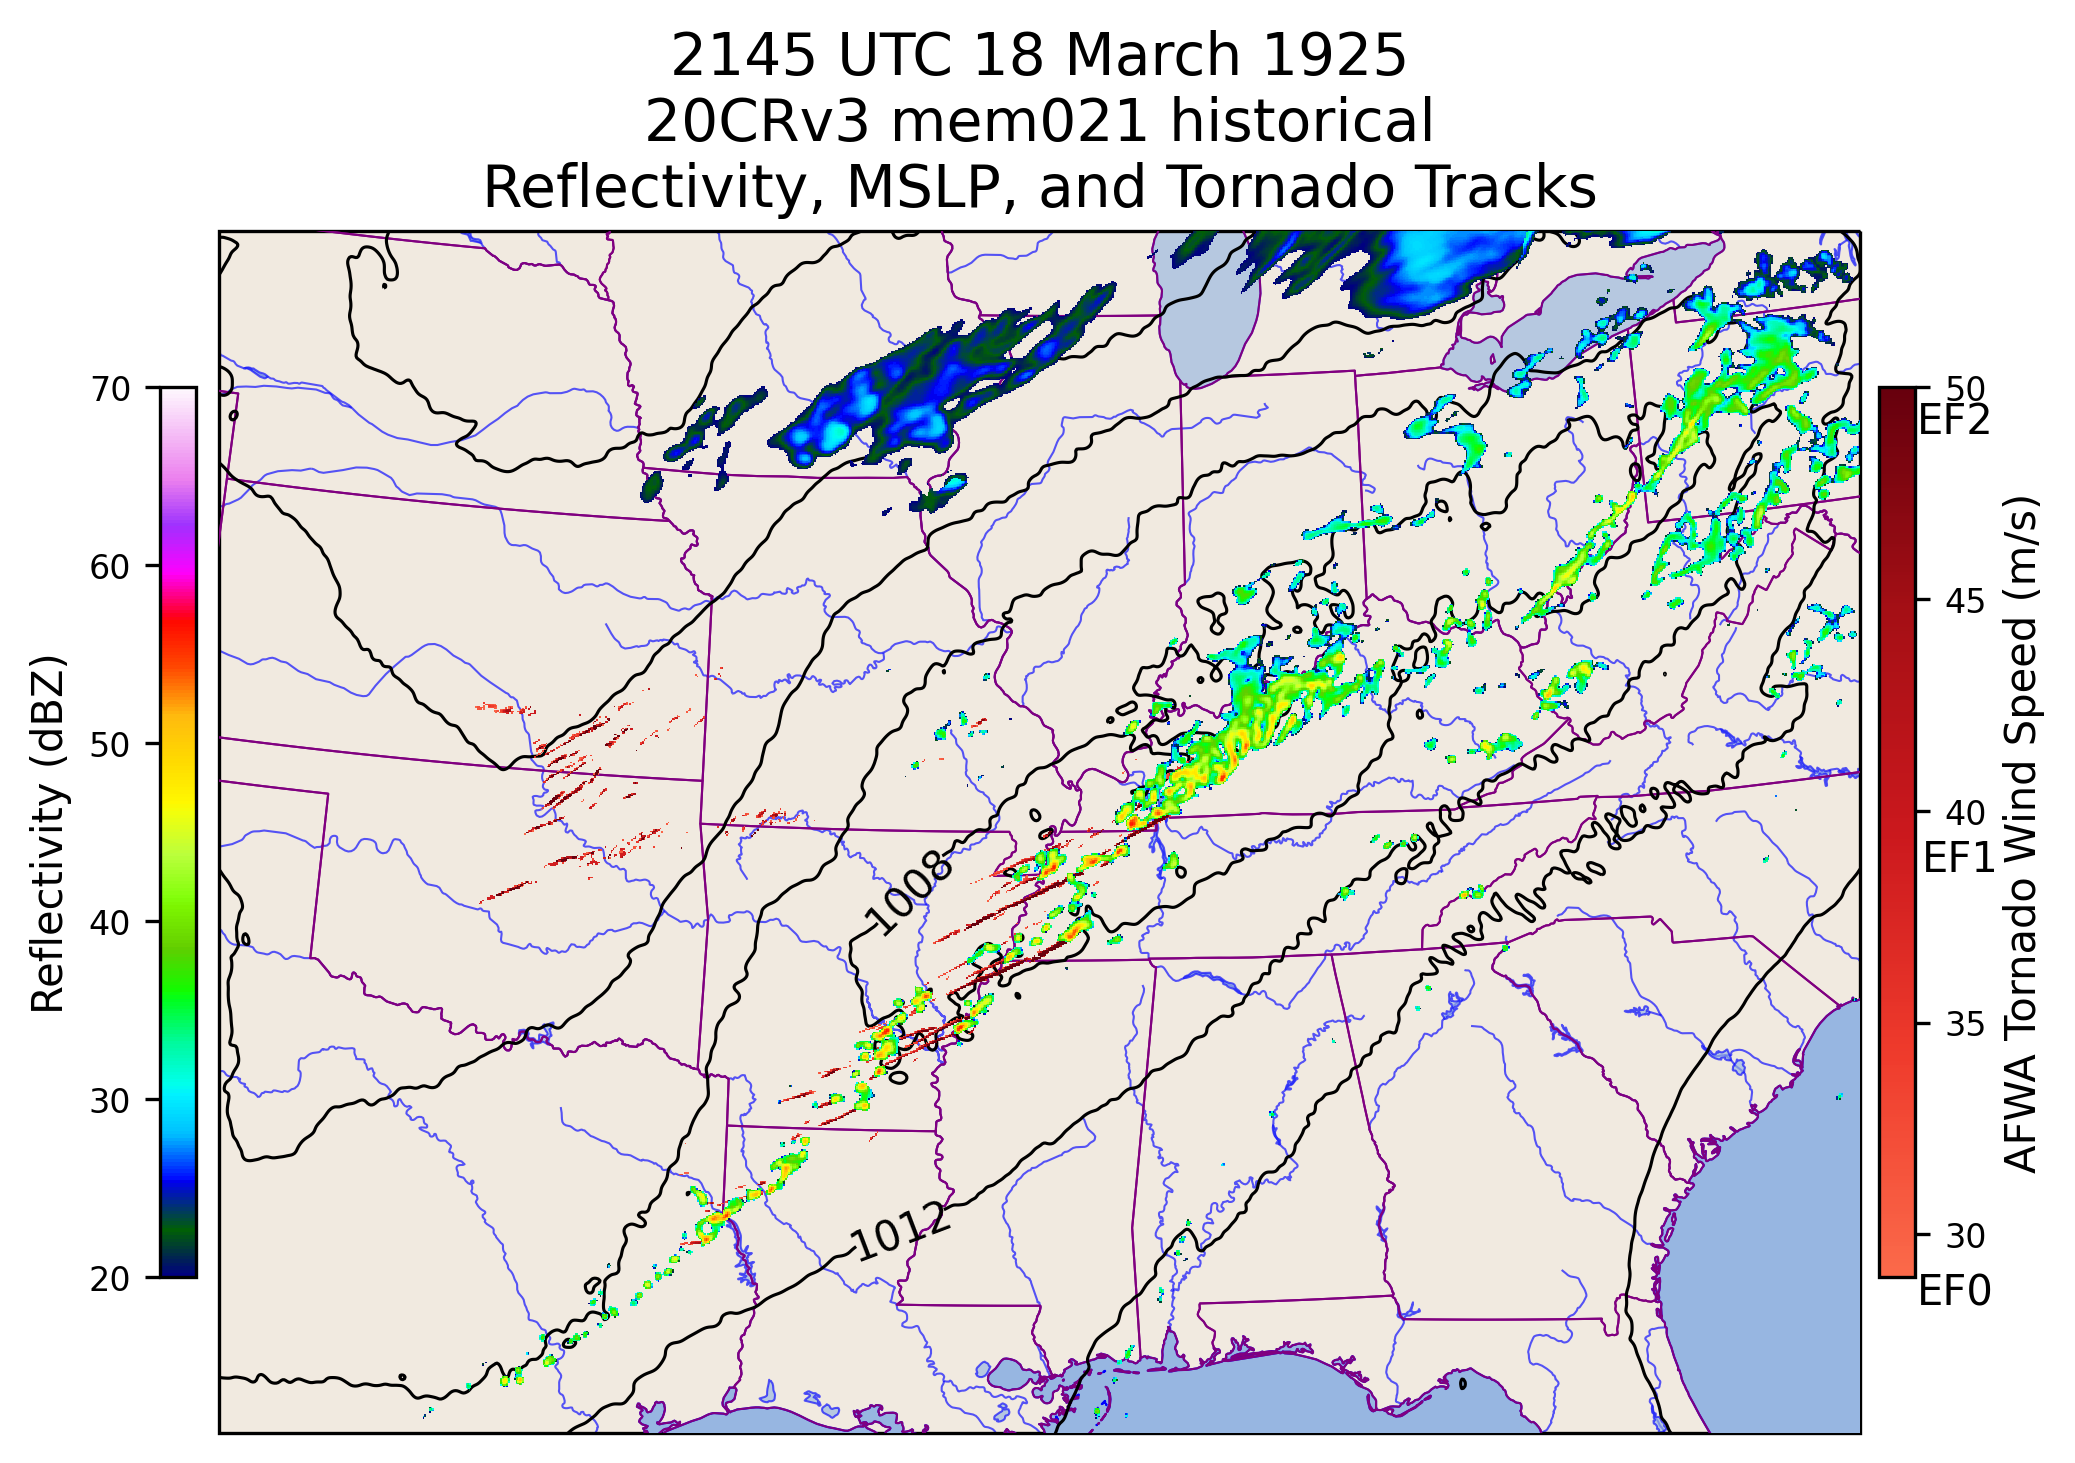 2145 UTC 18 March 1925
20CRv3 mem021 historical
Reflectivity, MSLP, and Tornado Tracks
70
60
50
40
30
20
Reflectivity (dBZ)
1008
1012
50
EF2
45
40
EF1
35
30
EF0
AFWA Tornado Wind Speed (m/s)